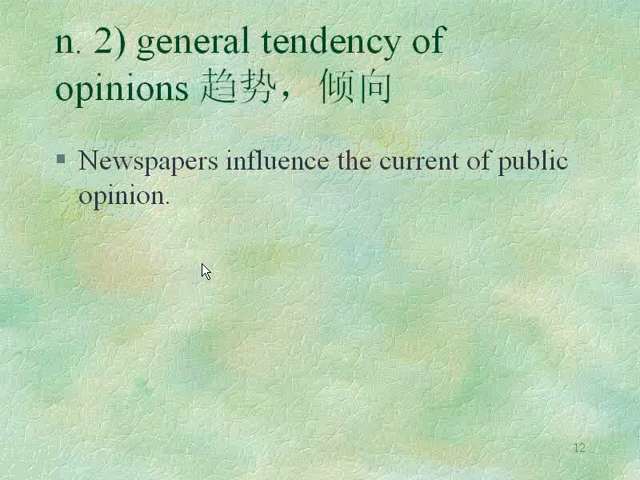 n. 2) general tendency of
opinions 趋势，倾向
Newspapers influence the current of public
opinion.
12